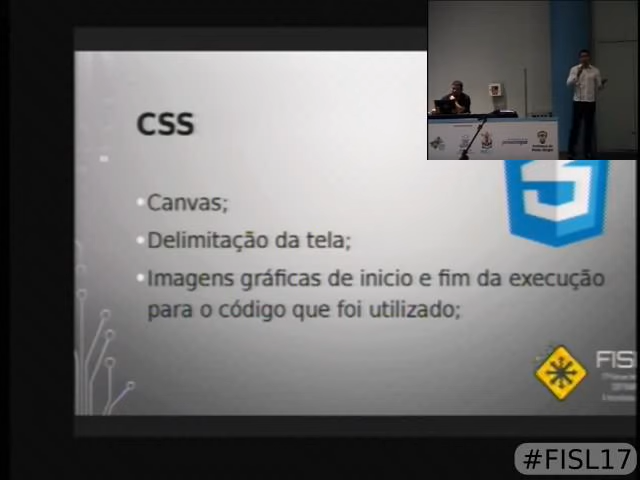 CSS
•Canvas;
•Delimitação da tela;
•Imagens gráficas de inicio e fim da execução
para o código que foi utilizado;
FISL
#FISL17